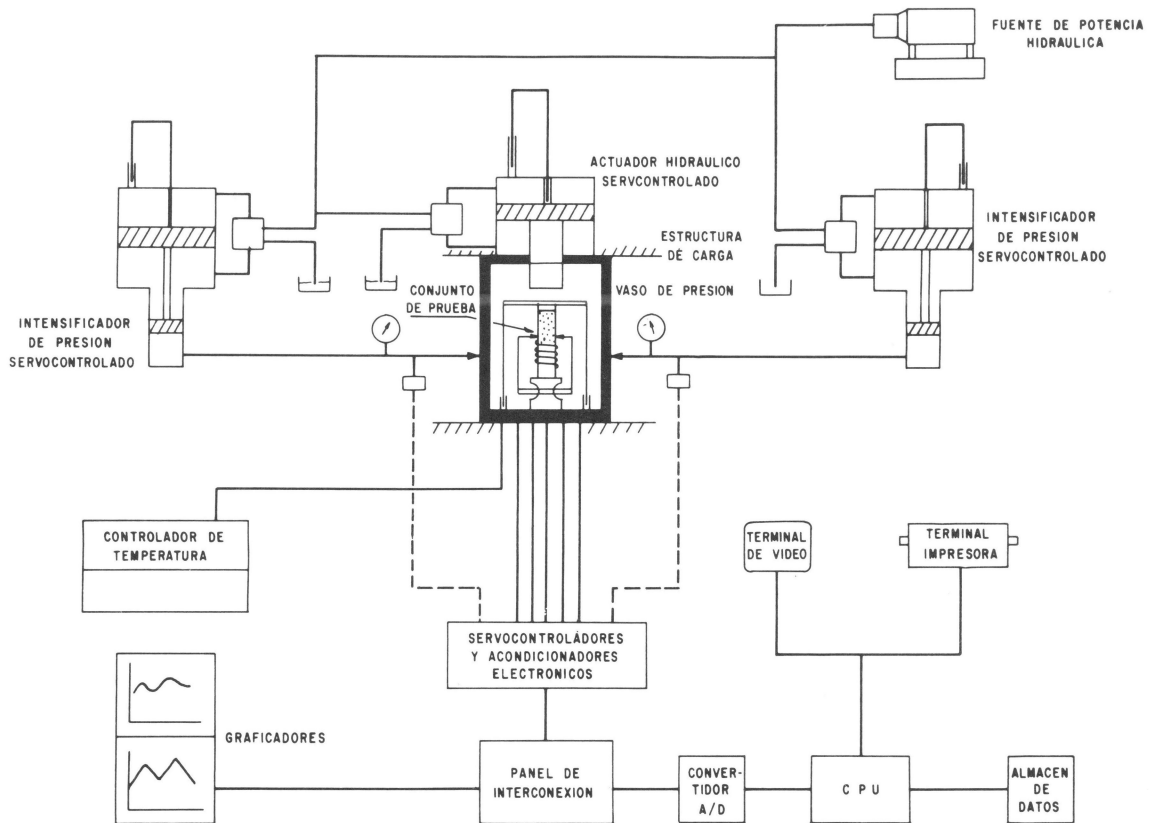 FUENTE DE POTENCIA
HIDRAULICA
ACTUADOR HIDRAULICO
SERVCONTROLADO
INTENSIFICADOR
DE PRESION
SERVOCONTROLADO
ESTRUCTURA
DE CARGA
CONJUNTO
DE PRUEBA
VASO DE PRESION
INTENSIFICADOR
DE PRESION
SERVOCONTROLADO
CONTROLADOR DE
TEMPERATURA
TERMINAL
DE VIDEO
TERMINAL
IMPRESORA
SERVOCONTROLADORES
Y ACONDICIONADORES
ELECTRONICOS
GRAFICADORES
PANEL DE
INTERCONEXION
CONVER-
TIDOR
A/D
CPU
ALMACEN
DE
DATOS